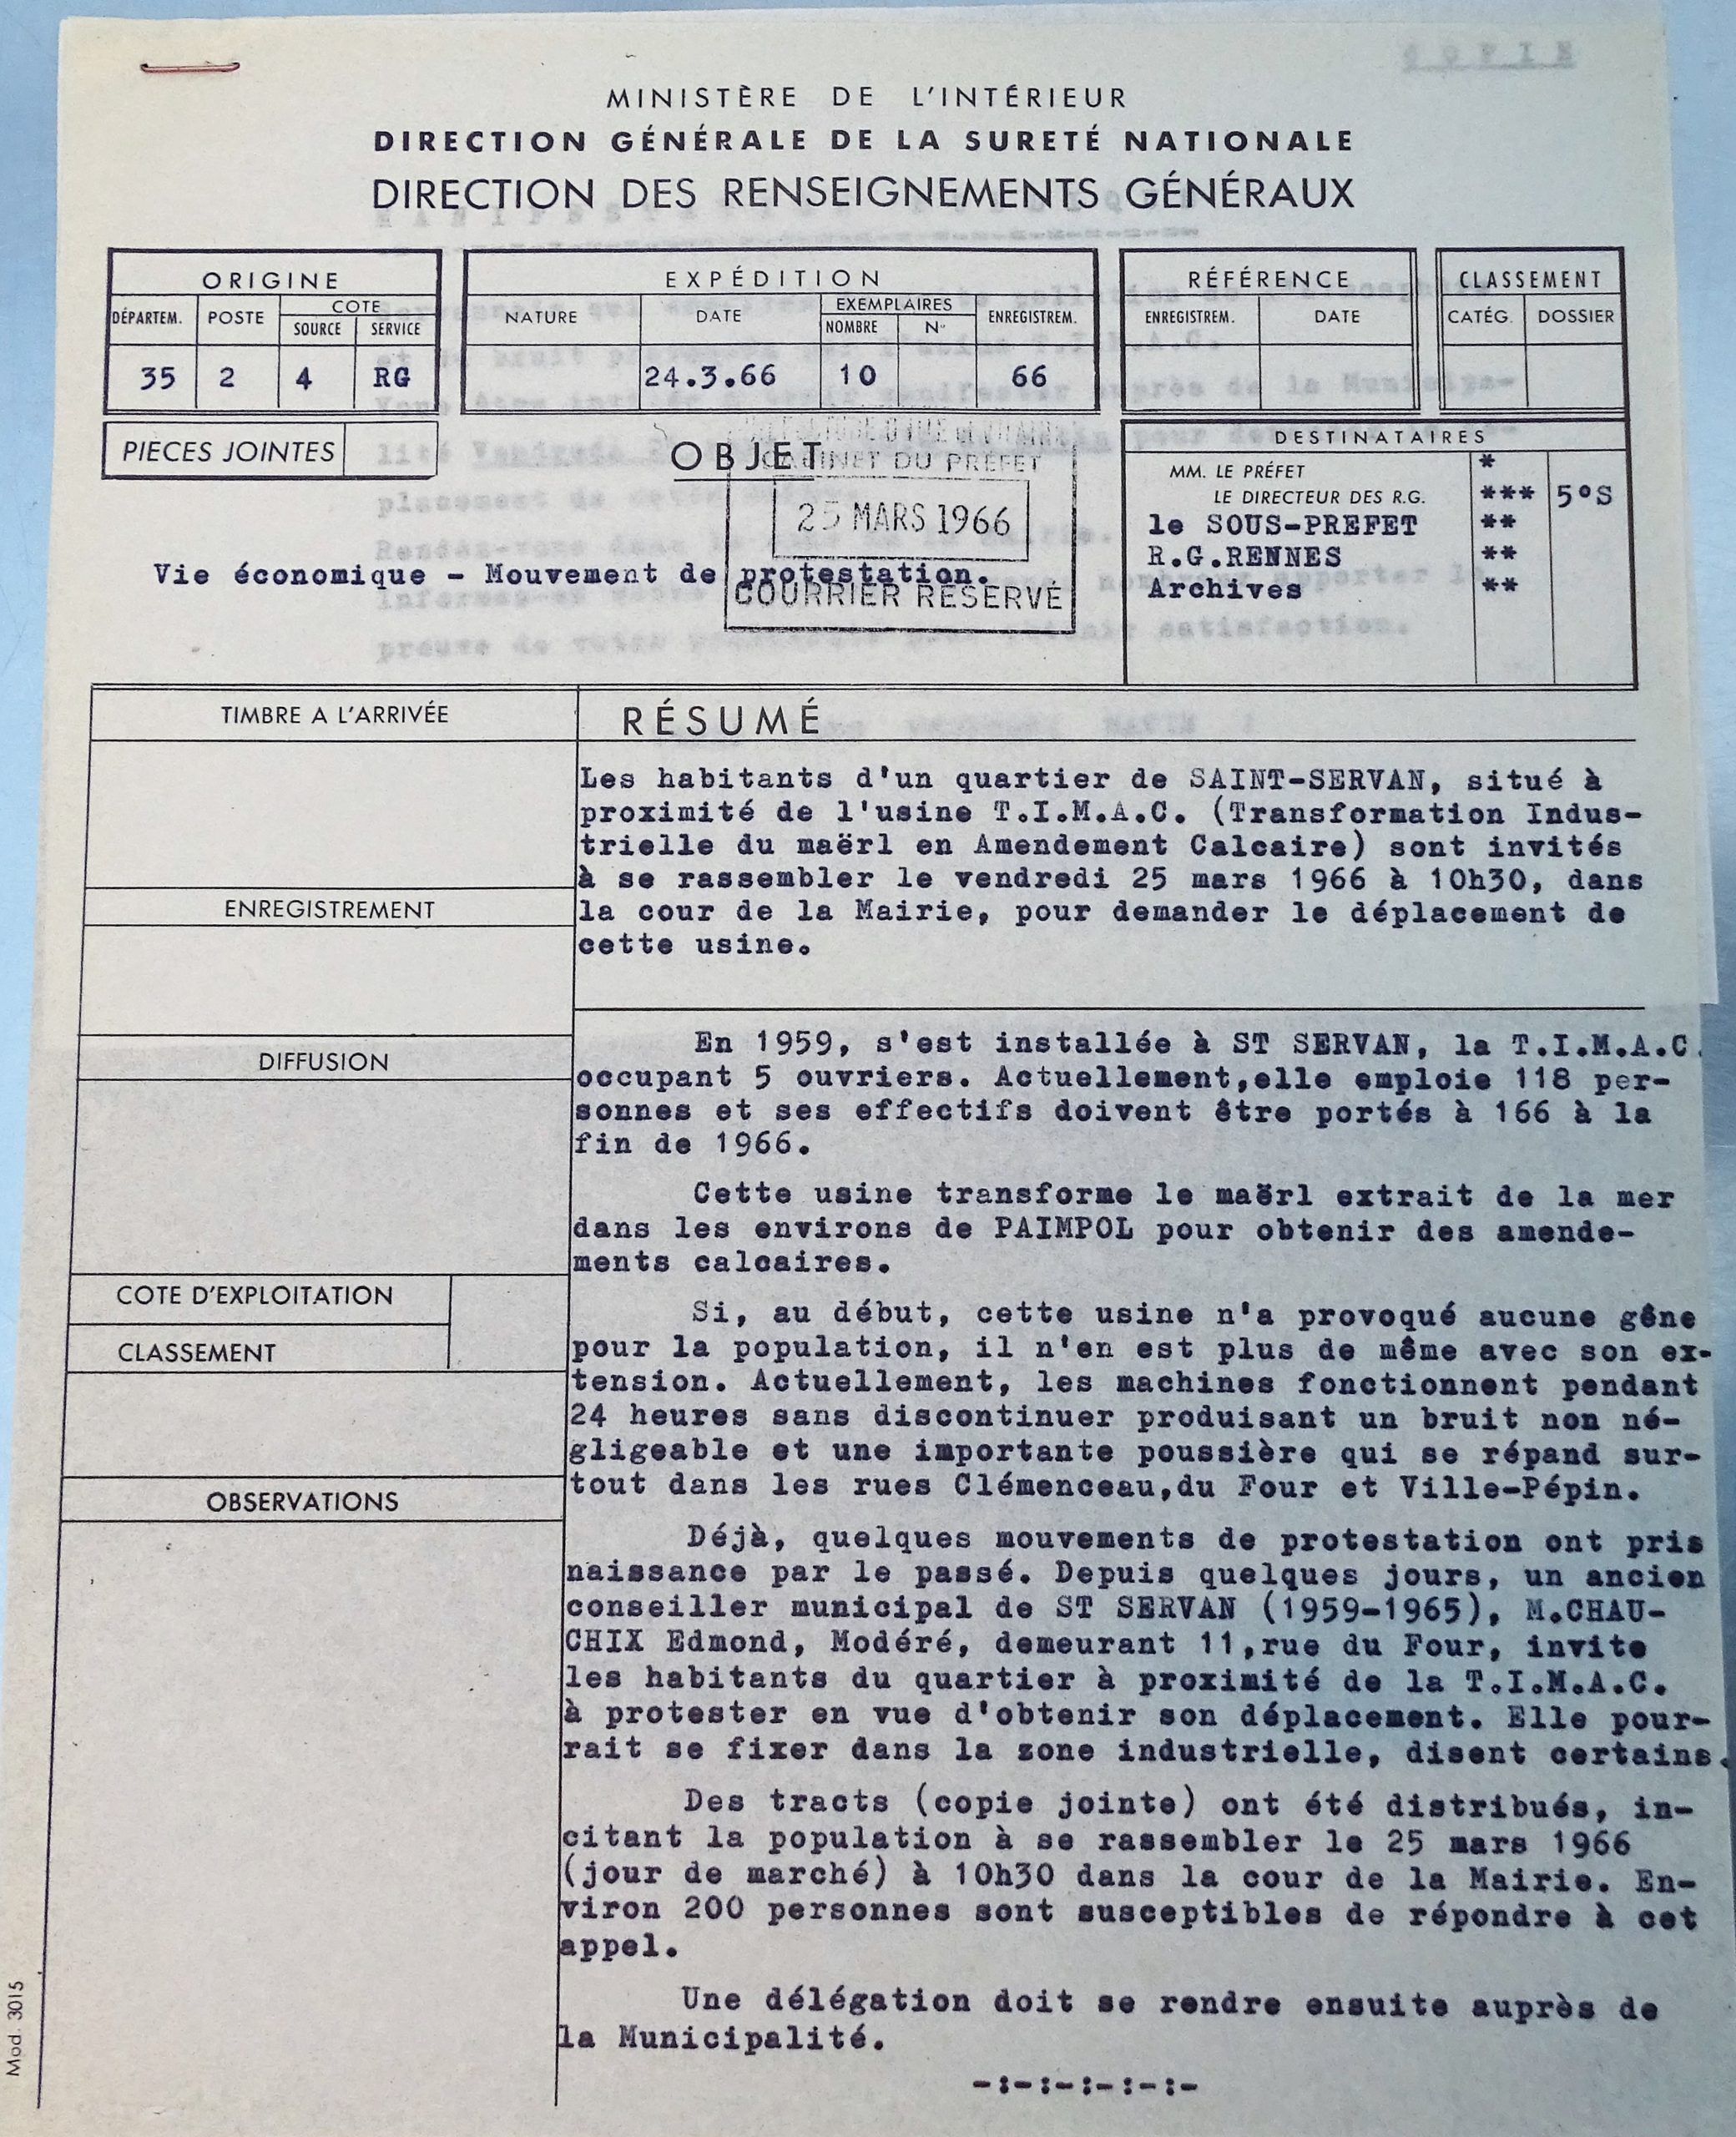 MINISTÈRE DE L'INTÉRIEUR
DIRECTION GÉNÉRALE DE LA SURETÉ NATIONALE
DIRECTION DES RENSEIGNEMENTS GÉNÉRAUX
ORIGINE
DÉPARTEM. POSTE COTE
SOURCE SERVICE
35 2 4 RG
EXPÉDITION
NATURE DATE EXEMPLAIRES ENREGISTREM.
NOMBRE N°
24.3.66 10 66
RÉFÉRENCE
ENREGISTREM. DATE
CLASSEMENT
CATÉG. DOSSIER
PIECES JOINTES
OBJET
CABINET DU PRÉFET
25 MARS 1966
COURRIER RESERVÉ
Vie économique - Mouvement de protestation.
DESTINATAIRES
MM. LE PRÉFET *
LE DIRECTEUR DES R.G. *** 5°S
le SOUS-PREFET **
R.G.RENNES **
Archives **
TIMBRE A L'ARRIVÉE
ENREGISTREMENT
DIFFUSION
COTE D'EXPLOITATION
CLASSEMENT
OBSERVATIONS
RÉSUMÉ
Les habitants d'un quartier de SAINT-SERVAN, situé à
proximité de l'usine T.I.M.A.C. (Transformation Indus-
trielle du maërl en Amendement Calcaire) sont invités
à se rassembler le vendredi 25 mars 1966 à 10h30, dans
la cour de la Mairie, pour demander le déplacement de
cette usine.
En 1959, s'est installée à ST SERVAN, la T.I.M.A.C.
occupant 5 ouvriers. Actuellement,elle emploie 118 per-
sonnes et ses effectifs doivent être portés à 166 à la
fin de 1966.
Cette usine transforme le maërl extrait de la mer
dans les environs de PAIMPOL pour obtenir des amende-
ments calcaires.
Si, au début, cette usine n'a provoqué aucune gêne
pour la population, il n'en est plus de même avec son ex-
tension. Actuellement, les machines fonctionnent pendant
24 heures sans discontinuer produisant un bruit non né-
gligeable et une importante poussière qui se répand sur-
tout dans les rues Clémenceau,du Four et Ville-Pépin.
Déjà, quelques mouvements de protestation ont pris
naissance par le passé. Depuis quelques jours, un ancien
conseiller municipal de ST SERVAN (1959-1965), M.CHAU-
CHIX Edmond, Modéré, demeurant 11,rue du Four, invite
les habitants du quartier à proximité de la T.I.M.A.C.
à protester en vue d'obtenir son déplacement. Elle pour-
rait se fixer dans la zone industrielle, disent certains.
Des tracts (copie jointe) ont été distribués, in-
citant la population à se rassembler le 25 mars 1966
(jour de marché) à 10h30 dans la cour de la Mairie. En-
viron 200 personnes sont susceptibles de répondre à cet
appel.
Une délégation doit se rendre ensuite auprès de
la Municipalité.
-:-:-:-:-:-
Mod. 3015